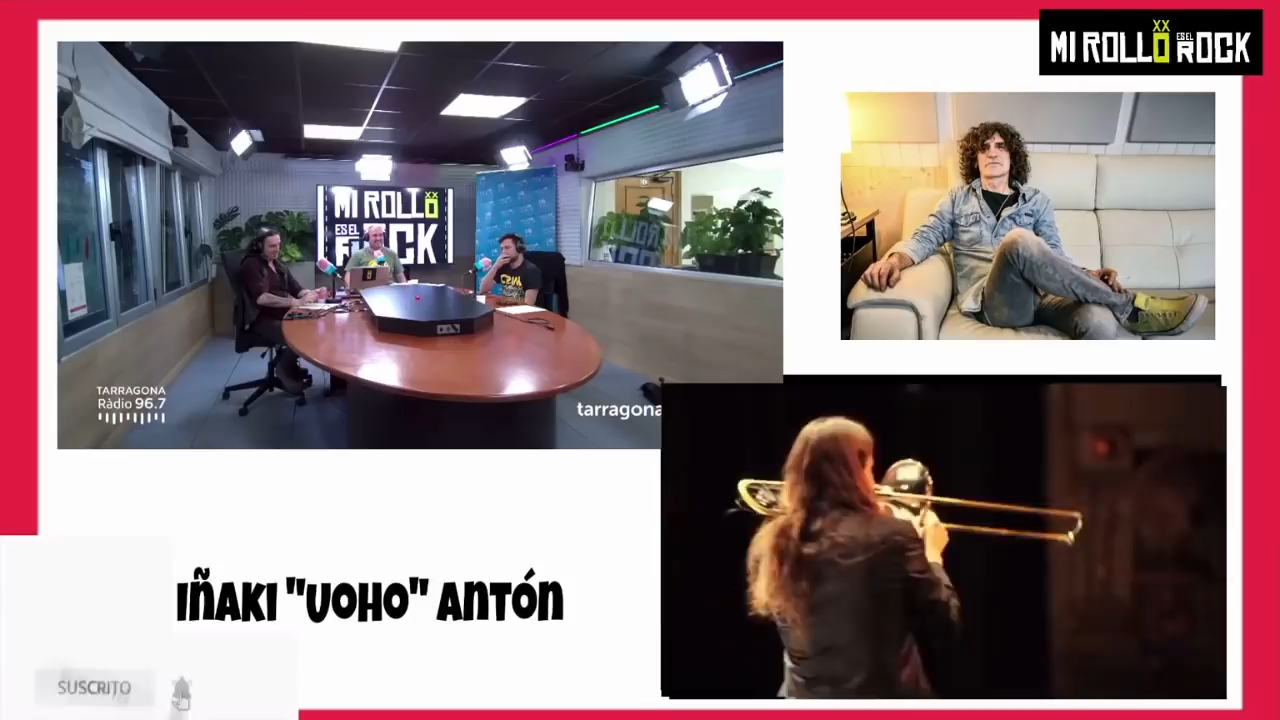 MI ROLLO ES EL ROCK
XX
MI ROLLO
XX
ES EL
ROCK
TARRAGONA
Ràdio 96.7
tarragona
IÑAKI "UOHO" ANTÓN
SUSCRITO